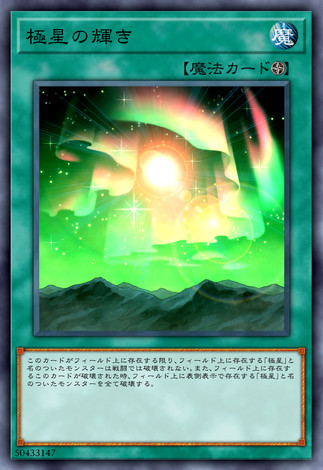 極星の輝き
魔
【魔法カード】
このカードがフィールド上に存在する限り、フィールド上に存在する「極星」と
名のついたモンスターは戦闘では破壊されない。また、フィールド上に存在す
るこのカードが破壊された時、フィールド上に表側表示で存在する「極星」と名
のついたモンスターを全て破壊する。
50433147